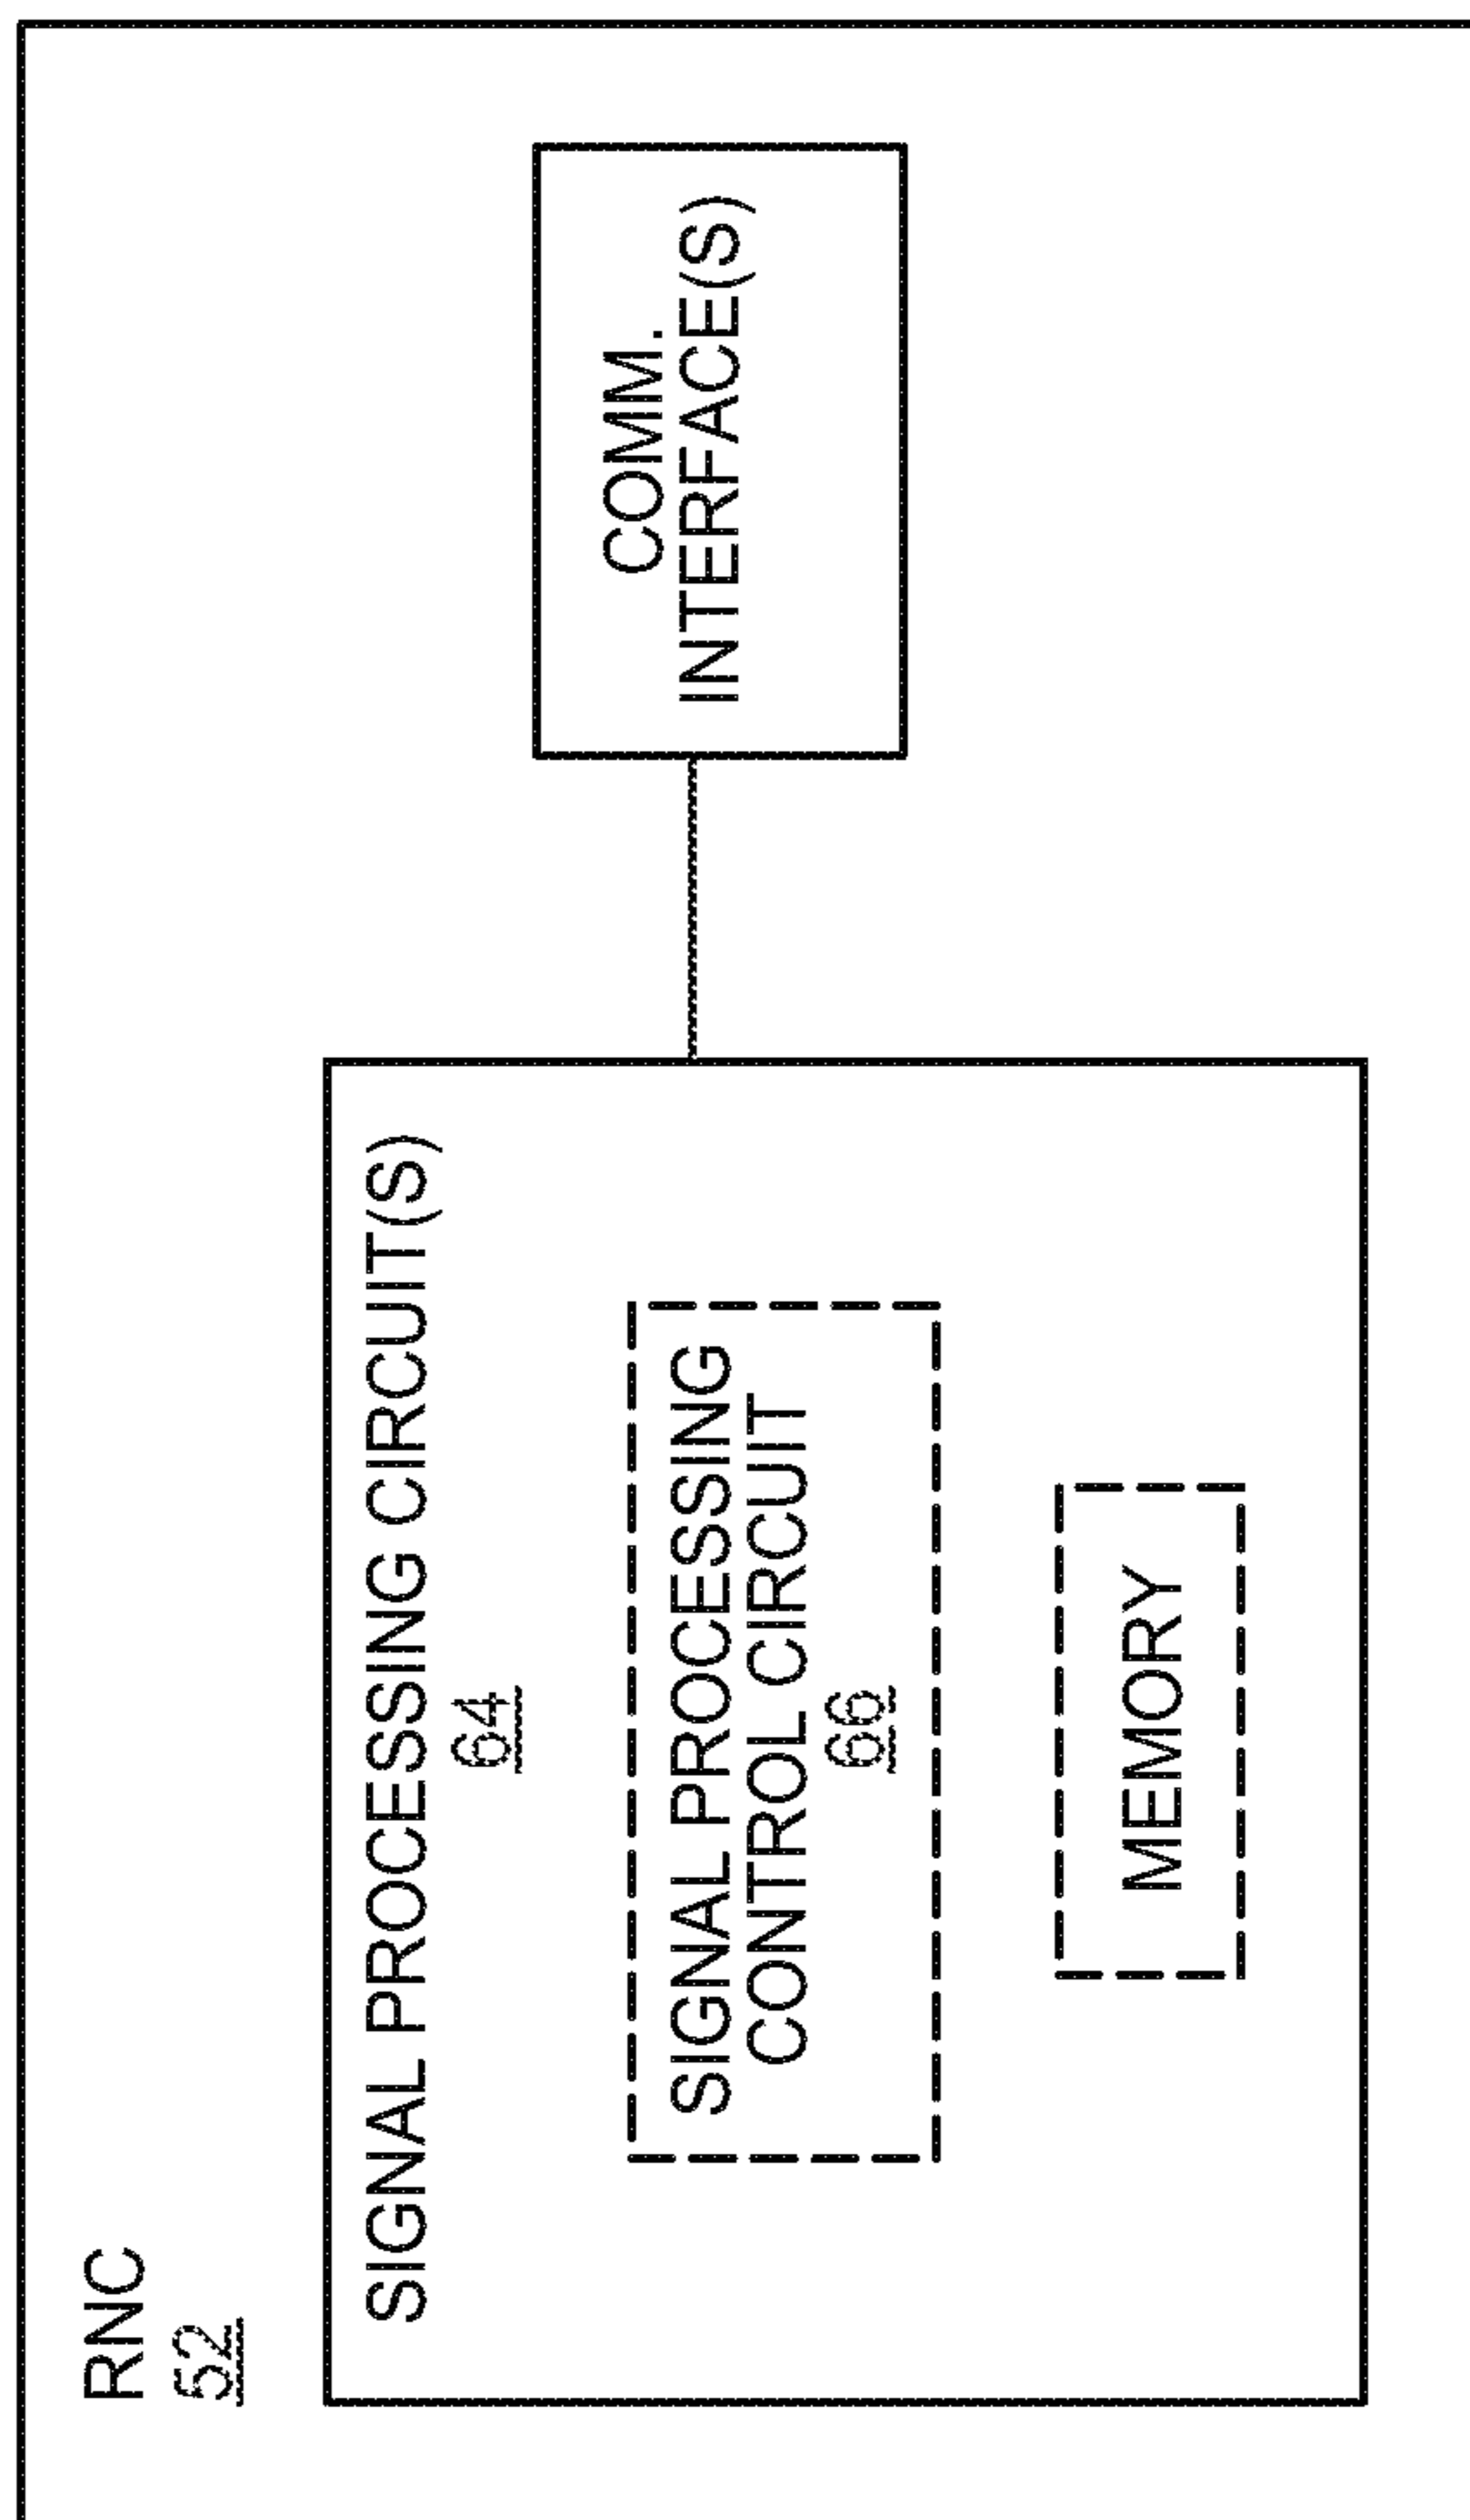 RNC
52
SIGNAL PROCESSING CIRCUIT(S)
64
SIGNAL PROCESSING
CONTROL CIRCUIT
66
MEMORY
COMM.
INTERFACE(S)